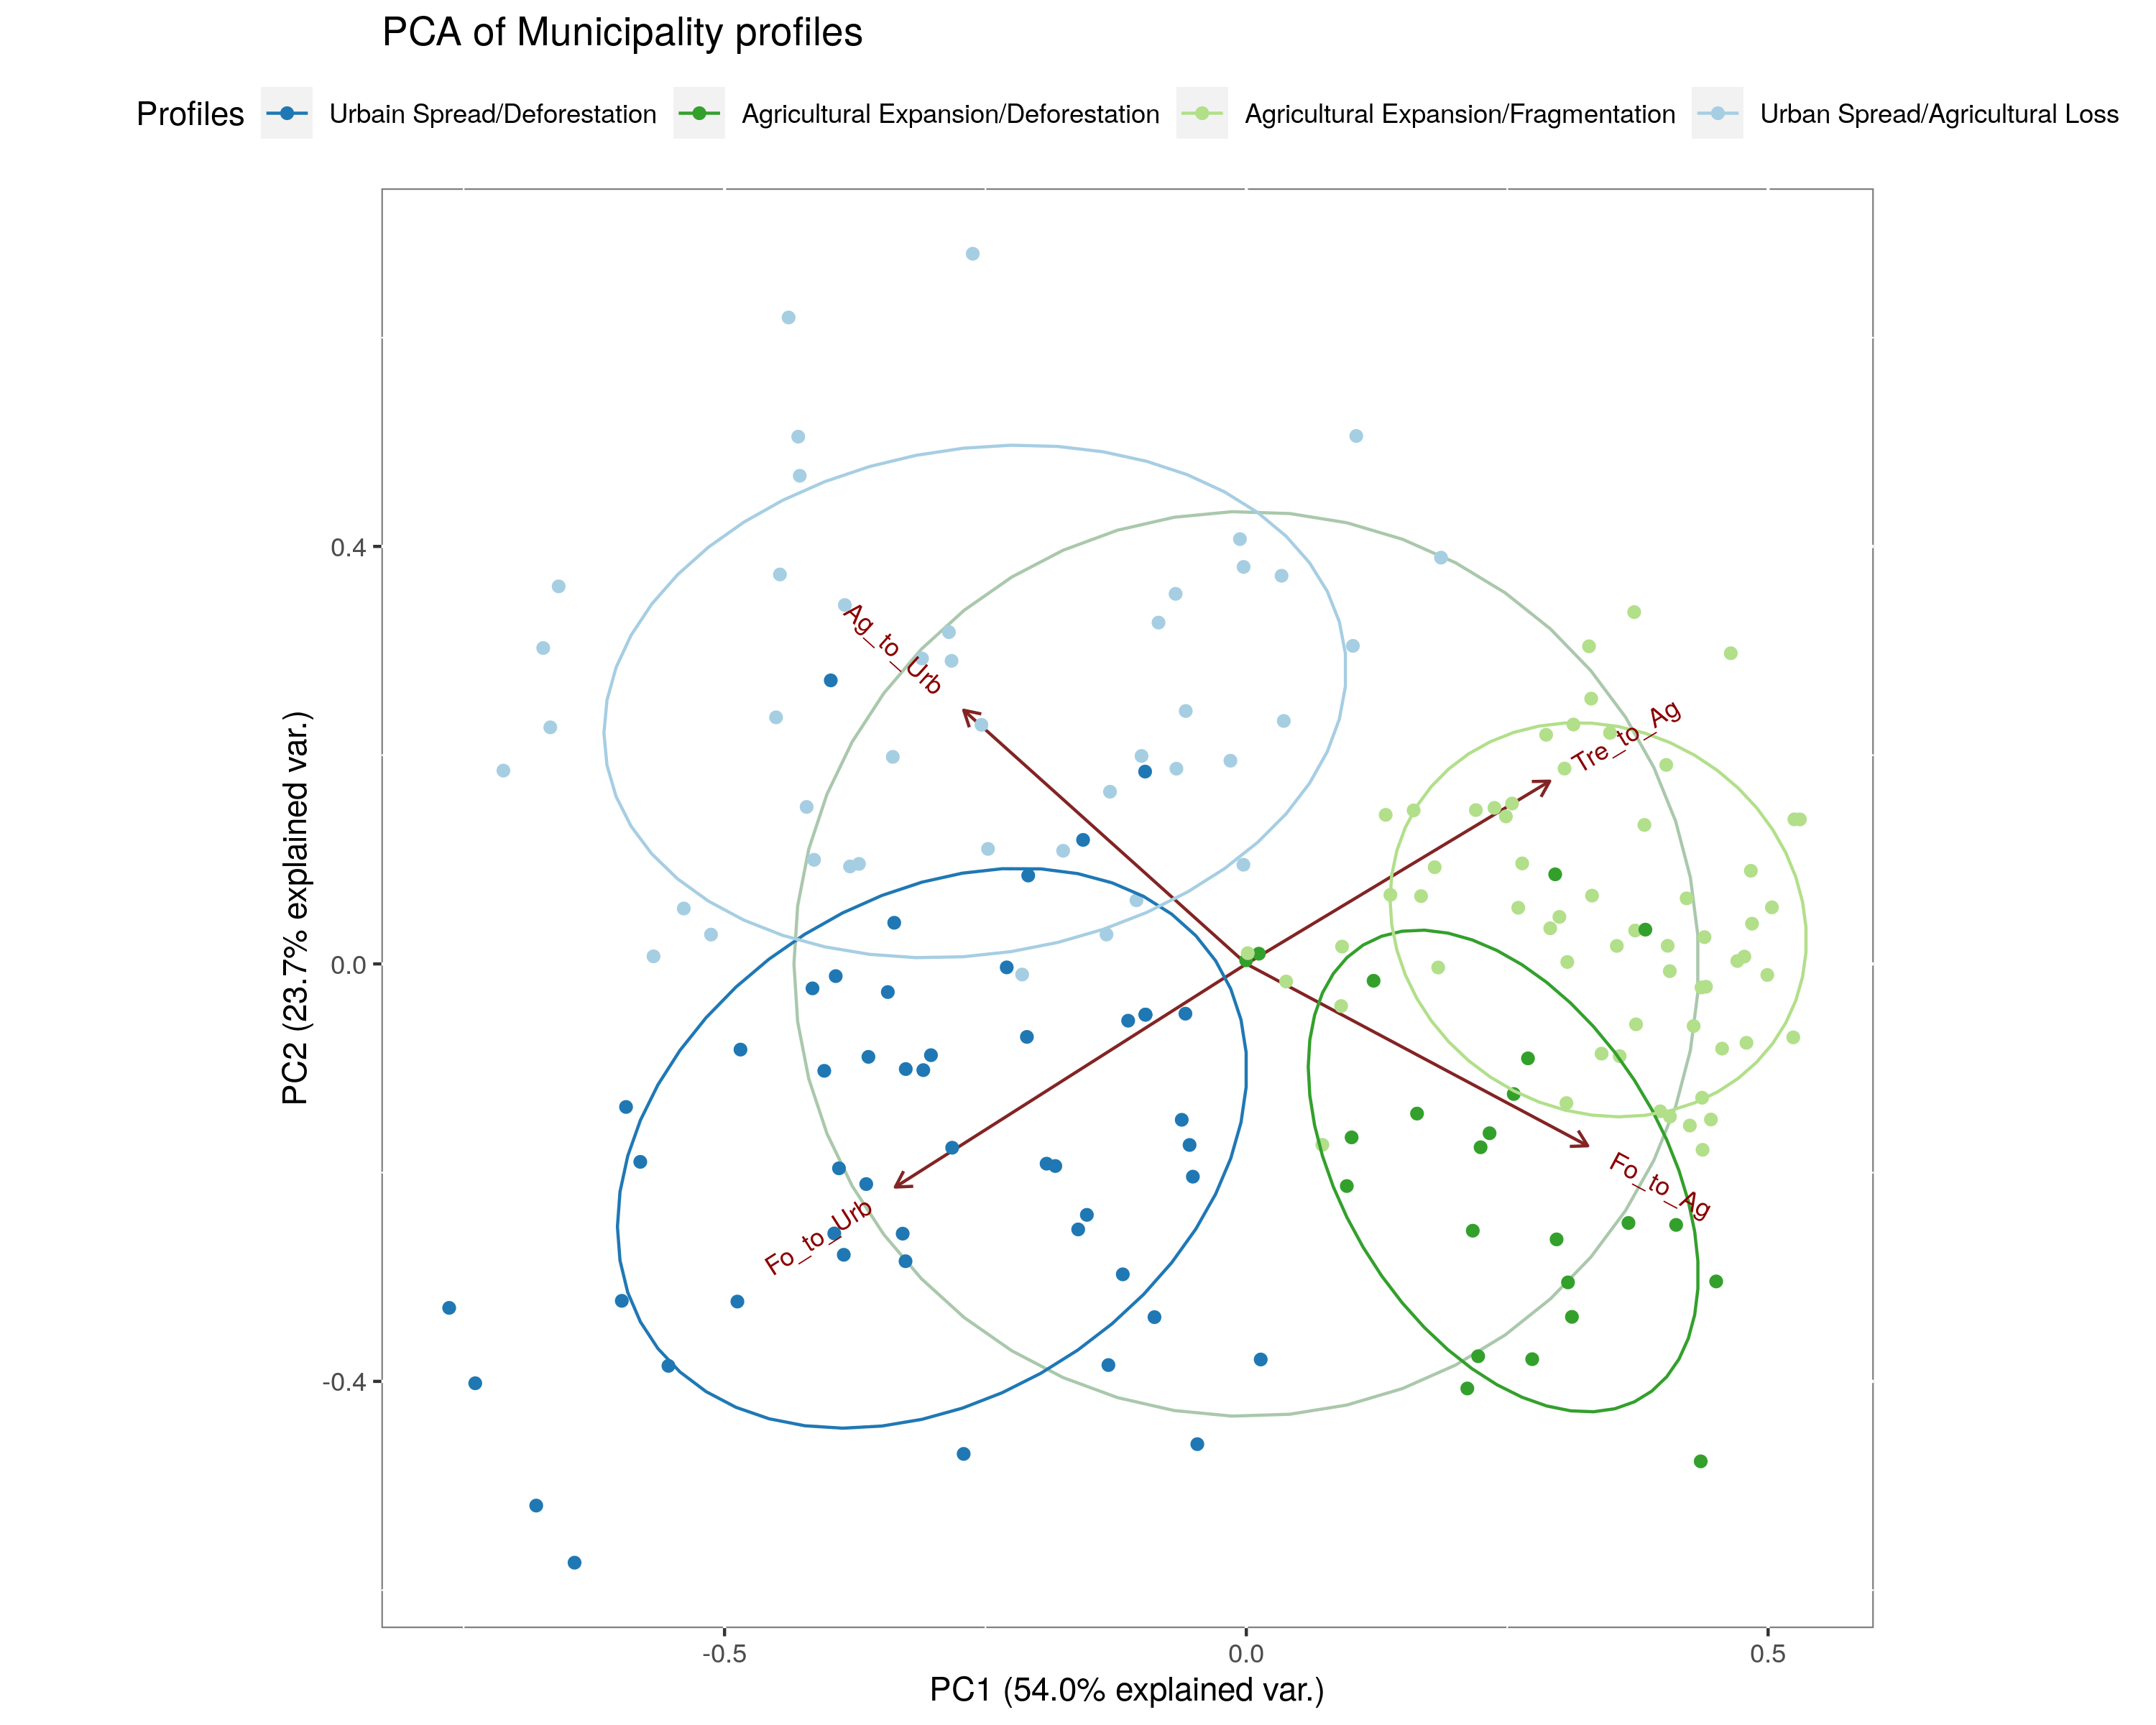 PCA of Municipality profiles
Profiles Urbain Spread/Deforestation Agricultural Expansion/Deforestation Agricultural Expansion/Fragmentation Urban Spread/Agricultural Loss
0.4
Ag_to_Urb
Tre_to_Ag
PC2 (23.7% explained var.)
0.0
Fo_to_Ag
Fo_to_Urb
-0.4
-0.5 0.0 0.5
PC1 (54.0% explained var.)